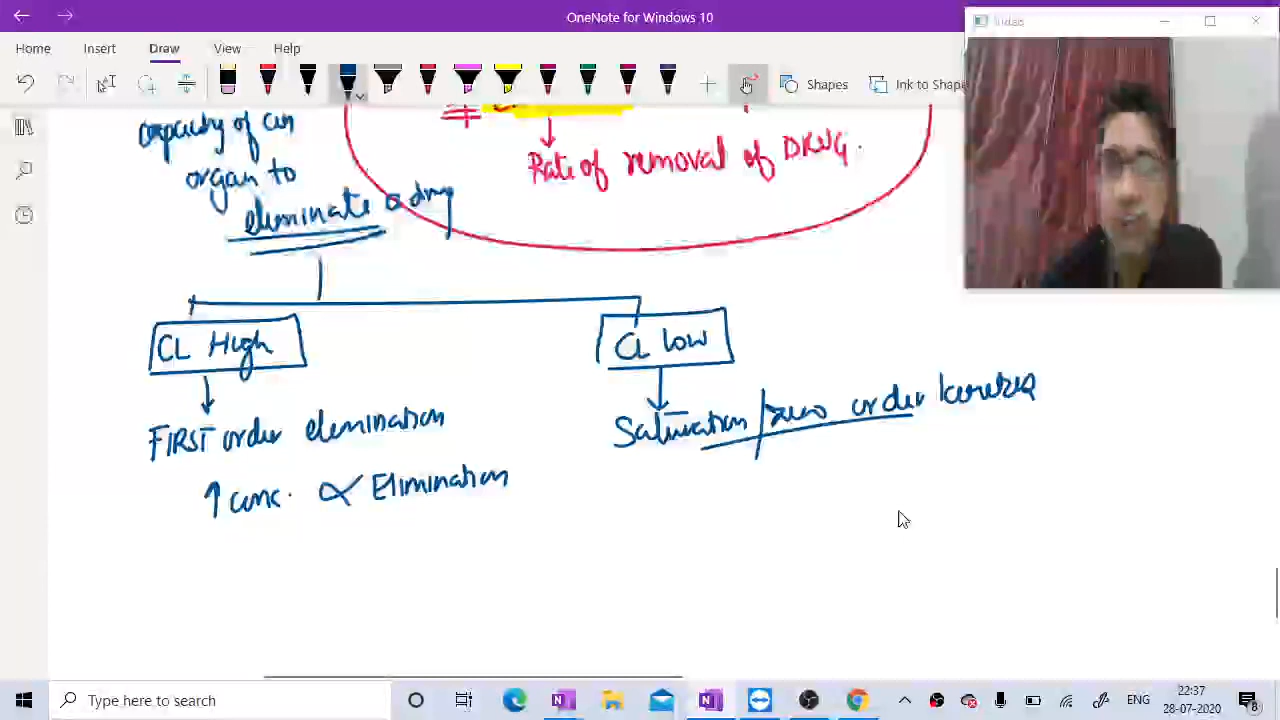 OneNote for Windows 10
Home Insert Draw View Help
Shapes Ink to Shape
capacity of an
organ to
eliminate a drug
Rate of removal of DRUG.
CL High
CL low
FIRST order elemination
Saturation / zero order kinetics
↑ conc. ∝ Elimination
Type here to search
ENG
22:37
28-07-2020
8